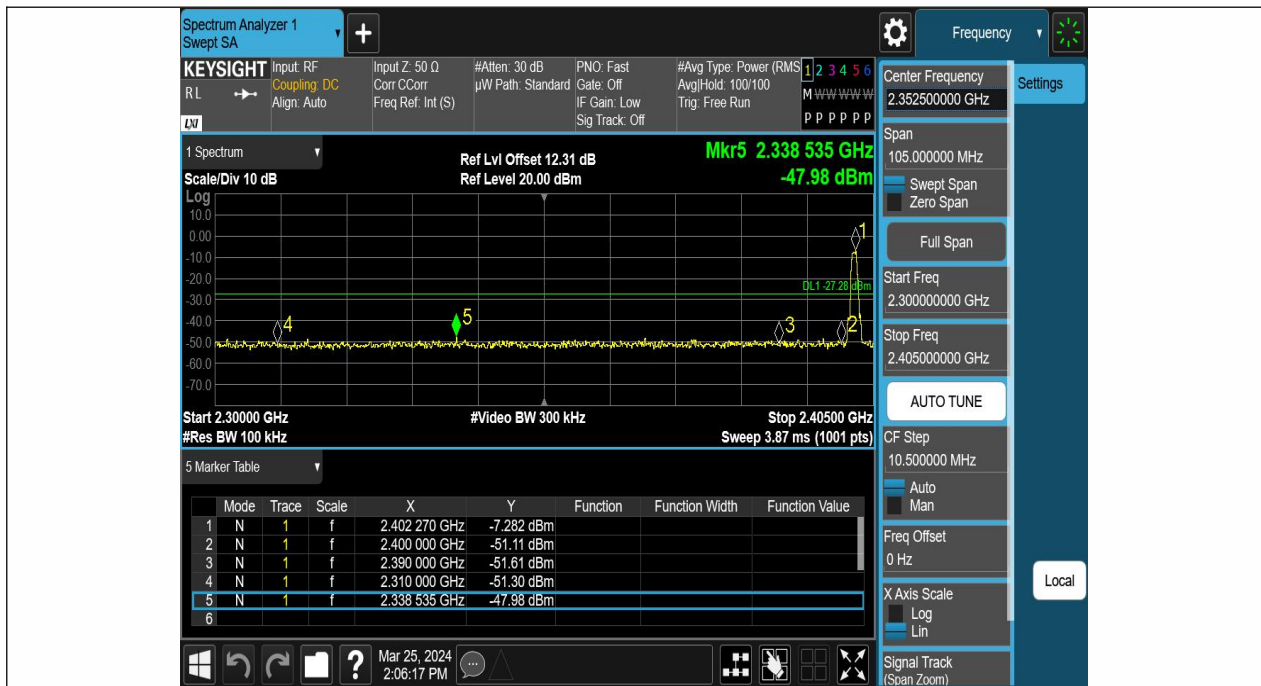 Spectrum Analyzer 1
Swept SA
+
Frequency
KEYSIGHT
RL
LXI
Input: RF
Coupling: DC
Align: Auto
Input Z: 50 Ω
Corr CCorr
Freq Ref: Int (S)
#Atten: 30 dB
µW Path: Standard
PNO: Fast
Gate: Off
IF Gain: Low
Sig Track: Off
#Avg Type: Power (RMS
Avg|Hold: 100/100
Trig: Free Run
1 2 3 4 5 6
M W W W W W
P P P P P P
1 Spectrum
Scale/Div 10 dB
Ref Lvl Offset 12.31 dB
Ref Level 20.00 dBm
Mkr5 2.338 535 GHz
-47.98 dBm
Log
10.0
0.00
-10.0
-20.0
-30.0
-40.0
-50.0
-60.0
-70.0
1
DL1 -27.28 dBm
4
5
3
2
Start 2.30000 GHz
#Video BW 300 kHz
Stop 2.40500 GHz
#Res BW 100 kHz
Sweep 3.87 ms (1001 pts)
5 Marker Table
Mode Trace Scale X Y Function Function Width Function Value
1 N 1 f 2.402 270 GHz -7.282 dBm
2 N 1 f 2.400 000 GHz -51.11 dBm
3 N 1 f 2.390 000 GHz -51.61 dBm
4 N 1 f 2.310 000 GHz -51.30 dBm
5 N 1 f 2.338 535 GHz -47.98 dBm
6
?
Mar 25, 2024
2:06:17 PM
Center Frequency
2.352500000 GHz
Settings
Span
105.000000 MHz
Swept Span
Zero Span
Full Span
Start Freq
2.300000000 GHz
Stop Freq
2.405000000 GHz
AUTO TUNE
CF Step
10.500000 MHz
Auto
Man
Freq Offset
0 Hz
Local
X Axis Scale
Log
Lin
Signal Track
(Span Zoom)